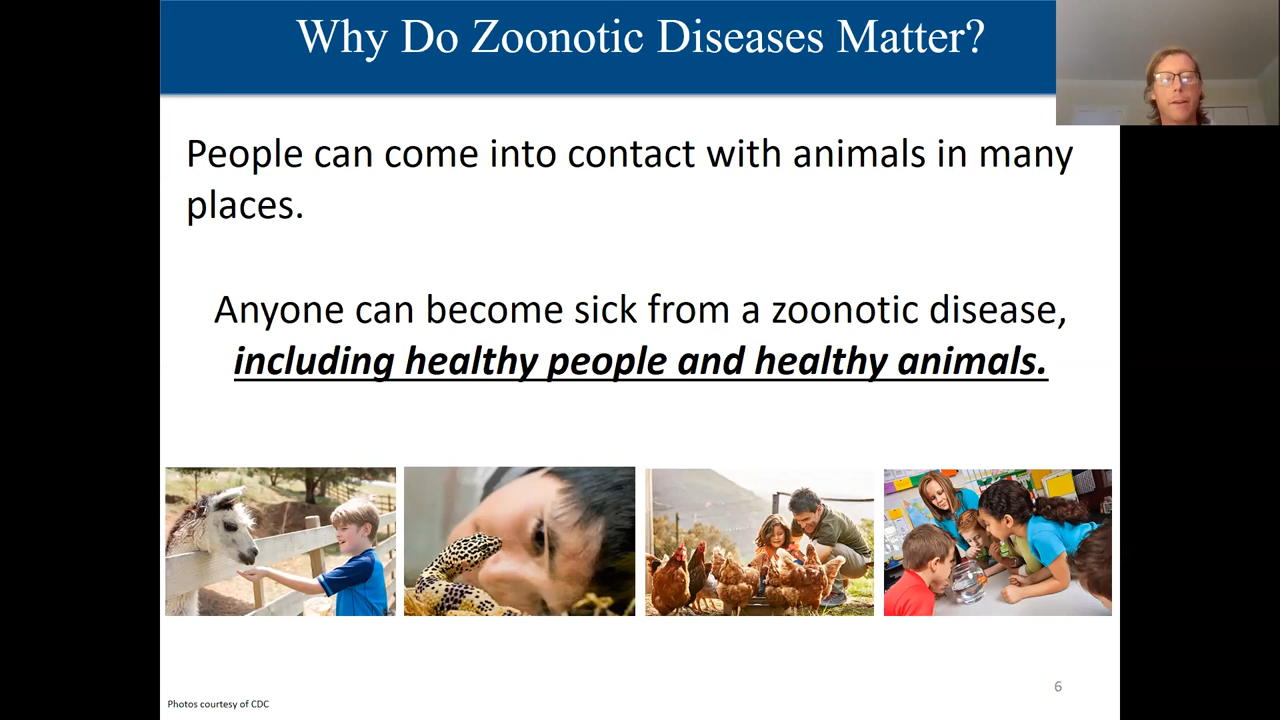 Why Do Zoonotic Diseases Matter?
People can come into contact with animals in many
places.
Anyone can become sick from a zoonotic disease,
including healthy people and healthy animals.
6
Photos courtesy of CDC